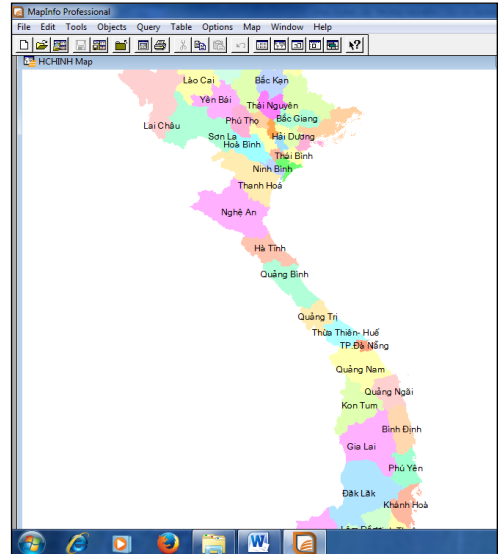 MapInfo Professional
File Edit Tools Objects Query Table Options Map Window Help
HCHINH Map
Lào Cai
Bắc Kạn
Yên Bái
Thái Nguyên
Lai Châu
Phú Thọ
Bắc Giang
Sơn La
Hải Dương
Hoà Bình
Thái Bình
Ninh Bình
Thanh Hoá
Nghệ An
Hà Tĩnh
Quảng Bình
Quảng Trị
Thừa Thiên- Huế
TP Đà Nẵng
Quảng Nam
Quảng Ngãi
Kon Tum
Bình Định
Gia Lai
Phú Yên
Đăk Lăk
Khánh Hoà